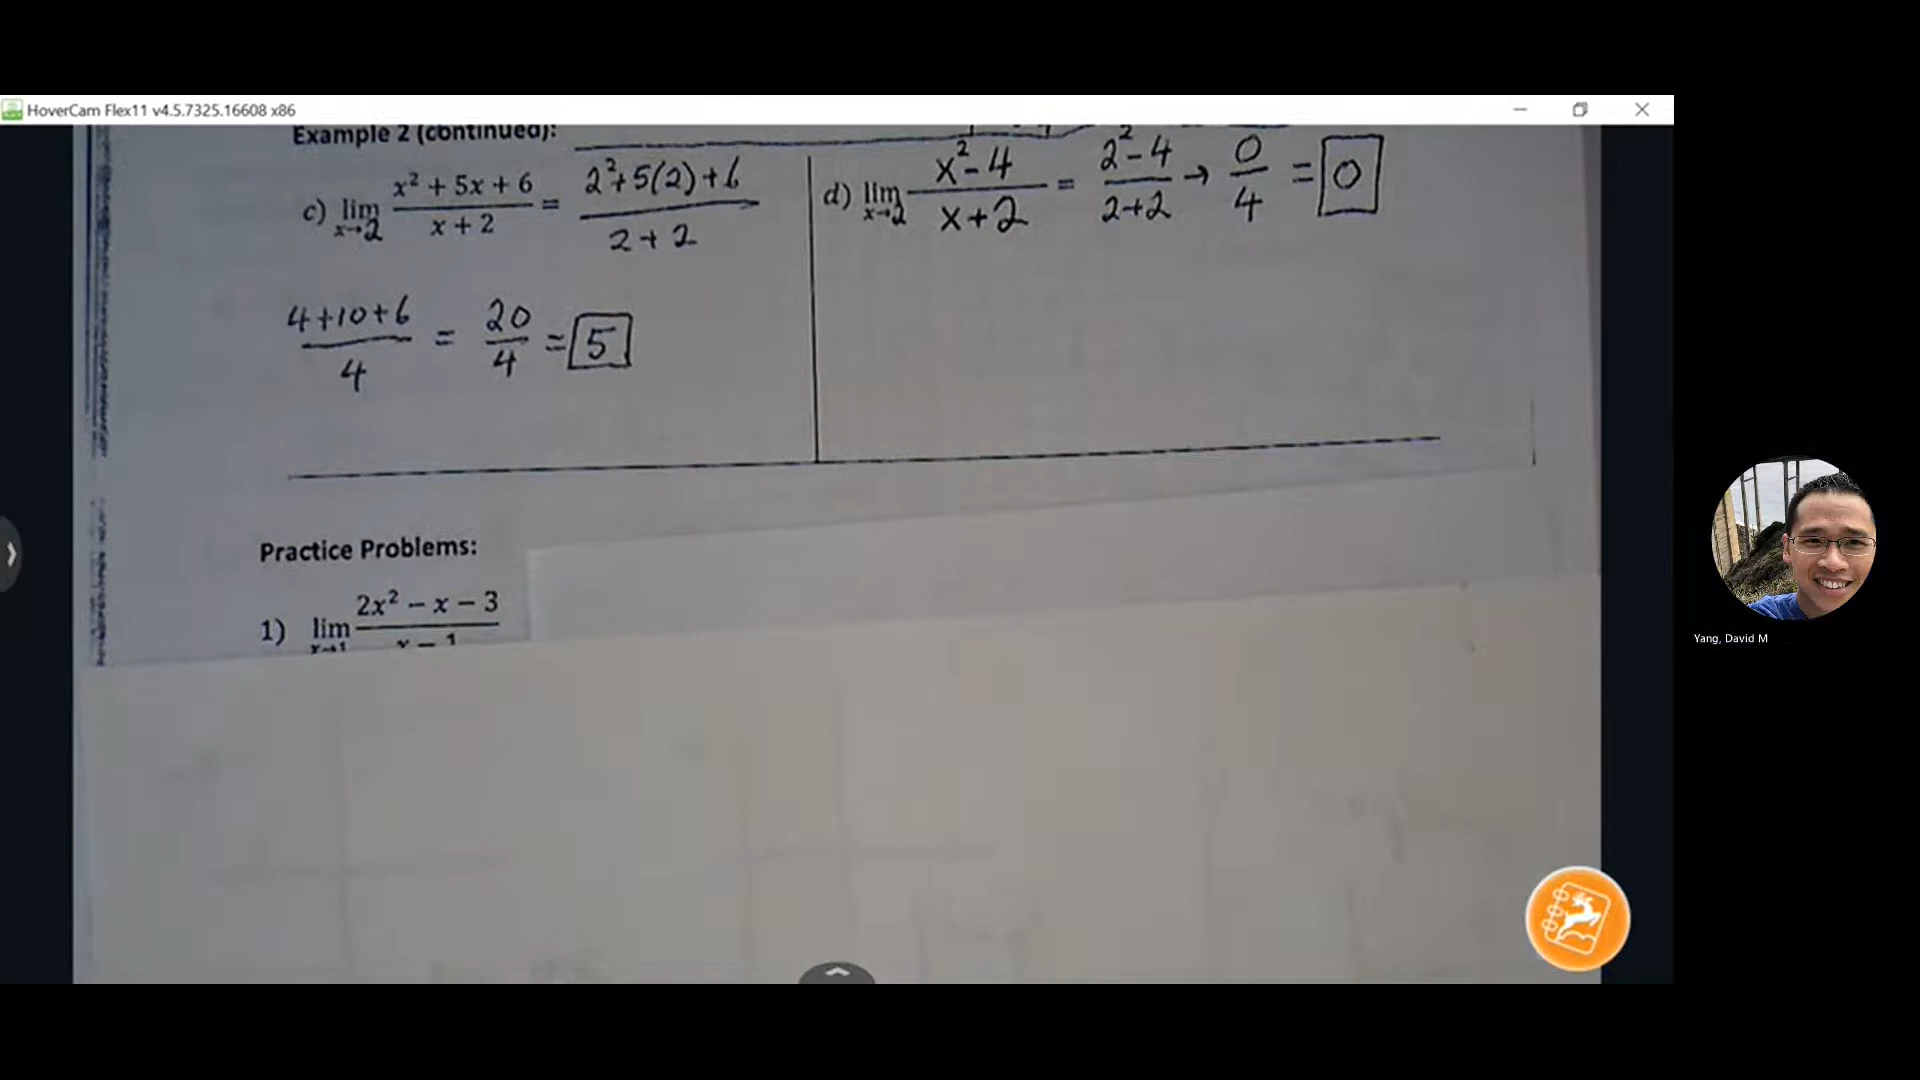 HoverCam Flex11 v4.5.7325.16608 x86
Example 2 (continued):
c) lim x→2 x² + 5x + 6 / x + 2 = 2²+5(2)+6 / 2+2
4+10+6 / 4 = 20 / 4 = 5
d) lim x→2 x²-4 / x+2 = 2²-4 / 2+2 → 0 / 4 = 0
Practice Problems:
1) lim x→1 2x² − x − 3 / x − 1
Yang, David M